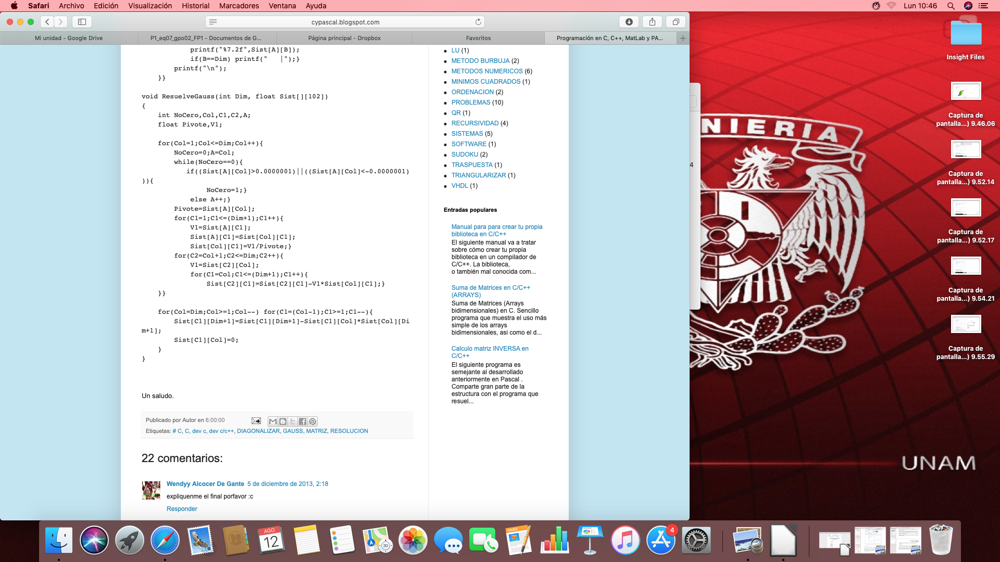 Safari Archivo Edición Visualización Historial Marcadores Ventana Ayuda Lun 10:46
cypascal.blogspot.com
Mi unidad - Google Drive P1_eq07_gpo02_FP1 - Documentos de G... Página principal - Dropbox Favoritos Programación en C, C++, MatLab y PA...
printf("%7.2f",Sist[A][B]);
if(B==Dim) printf("   |");}
printf("\n");
}}
void ResuelveGauss(int Dim, float Sist[][102])
{
int NoCero,Col,C1,C2,A;
float Pivote,V1;
for(Col=1;Col<=Dim;Col++){
NoCero=0;A=Col;
while(NoCero==0){
if((Sist[A][Col]>0.0000001)||((Sist[A][Col]<-0.0000001)
)){
NoCero=1;}
else A++;}
Pivote=Sist[A][Col];
for(C1=1;C1<=(Dim+1);C1++){
V1=Sist[A][C1];
Sist[A][C1]=Sist[Col][C1];
Sist[Col][C1]=V1/Pivote;}
for(C2=Col+1;C2<=Dim;C2++){
V1=Sist[C2][Col];
for(C1=Col;C1<=(Dim+1);C1++){
Sist[C2][C1]=Sist[C2][C1]-V1*Sist[Col][C1];}
}}
for(Col=Dim;Col>=1;Col--) for(C1=(Col-1);C1>=1;C1--){
Sist[C1][Dim+1]=Sist[C1][Dim+1]-Sist[C1][Col]*Sist[Col][Di
m+1];
Sist[C1][Col]=0;
}
}
Un saludo.
Publicado por Autor en 6:00:00
Etiquetas: # C, C, dev c, dev c/c++, DIAGONALIZAR, GAUSS, MATRIZ, RESOLUCION
22 comentarios:
Wendyy Alcocer De Gante 5 de diciembre de 2013, 2:18
expliquenme el final porfavor :c
Responder
LU (1)
METODO BURBUJA (2)
METODOS NUMERICOS (6)
MINIMOS CUADRADOS (1)
ORDENACION (2)
PROBLEMAS (10)
QR (1)
RECURSIVIDAD (4)
SISTEMAS (5)
SOFTWARE (1)
SUDOKU (2)
TRASPUESTA (1)
TRIANGULARIZAR (1)
VHDL (1)
Entradas populares
Manual para para crear tu propia
biblioteca en C/C++
El siguiente manual va a tratar
sobre cómo crear tu propia
biblioteca en un compilador de
C/C++. La biblioteca,
o también mal conocida com...
Suma de Matrices en C/C++
(ARRAYS)
Suma de Matrices (Arrays
bidimensionales) en C. Sencillo
programa que muestra el uso más
simple de los arrays
bidimensionales, asi como el d...
Calculo matriz INVERSA en
C/C++
El siguiente programa es
semejante al desarrollado
anteriormente en Pascal .
Comparte gran parte de la
estructura con el programa que
resuel...
4
NIERIA
UNAM
Insight Files
Captura de
pantalla...) 9.46.06
Captura de
pantalla...) 9.52.14
Captura de
pantalla...) 9.52.17
Captura de
pantalla...) 9.54.21
Captura de
pantalla...) 9.55.29
AGO
12
30
PAGES
4